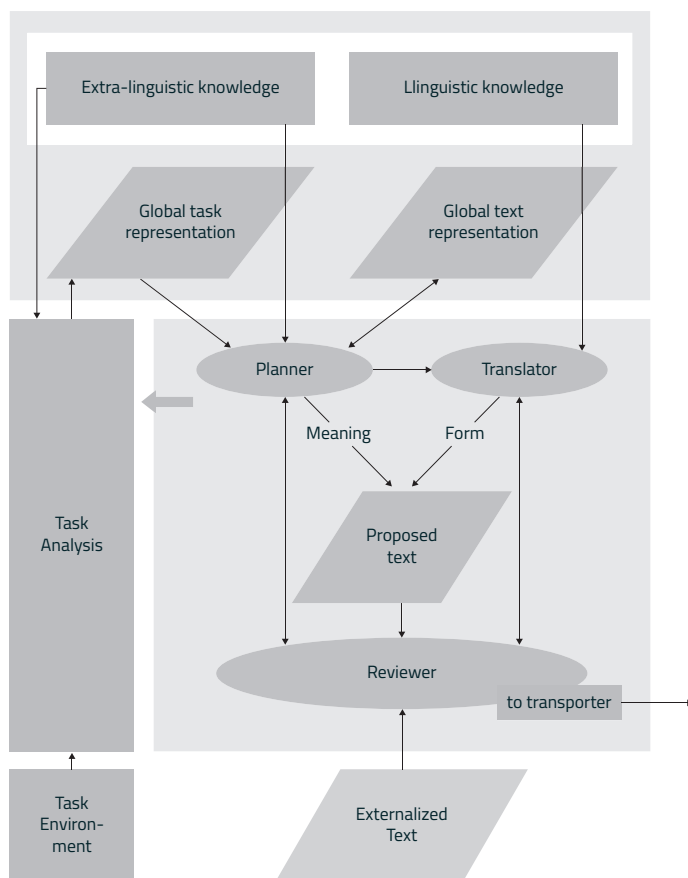 Extra-linguistic knowledge
Llinguistic knowledge
Global task
representation
Global text
representation
Planner
Translator
Meaning
Form
Task
Analysis
Proposed
text
Reviewer
to transporter
Task
Environ-
ment
Externalized
Text